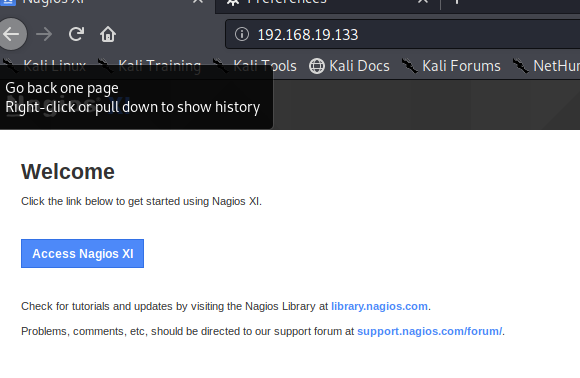 Nagios XI
Preferences
192.168.19.133
Kali Linux
Kali Training
Kali Tools
Kali Docs
Kali Forums
NetHun
Go back one page
Right-click or pull down to show history
Nagios XI
Welcome
Click the link below to get started using Nagios XI.
Access Nagios XI
Check for tutorials and updates by visiting the Nagios Library at library.nagios.com.
Problems, comments, etc, should be directed to our support forum at support.nagios.com/forum/.